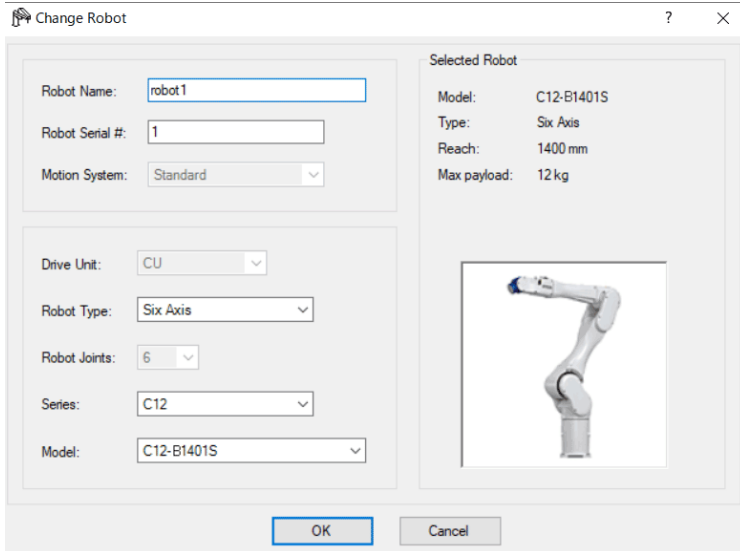 Change Robot
?
Robot Name: robot1
Robot Serial #: 1
Motion System: Standard
Drive Unit: CU
Robot Type: Six Axis
Robot Joints: 6
Series: C12
Model: C12-B1401S
Selected Robot
Model: C12-B1401S
Type: Six Axis
Reach: 1400 mm
Max payload: 12 kg
OK
Cancel